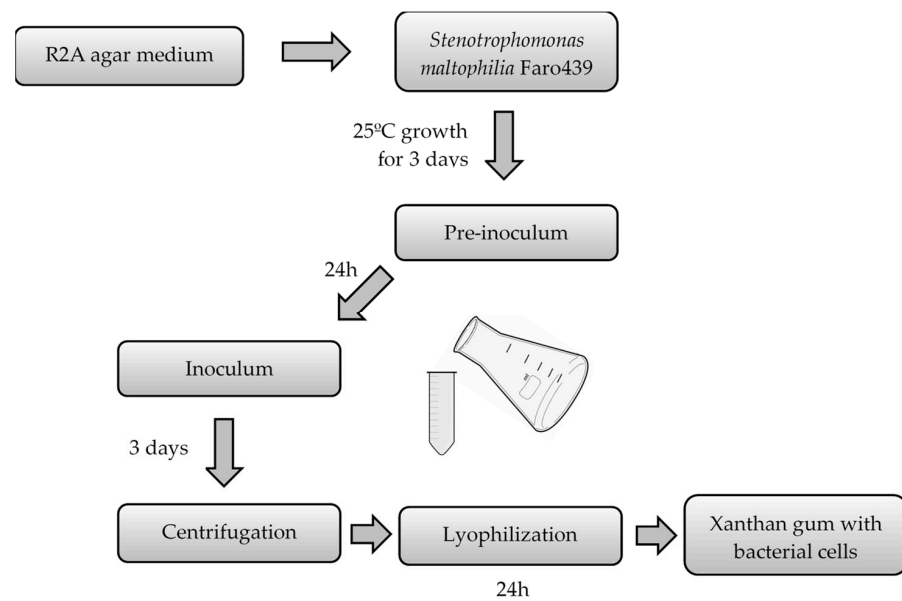 R2A agar medium
Stenotrophomonas
maltophilia Faro439
25ºC growth
for 3 days
Pre-inoculum
24h
Inoculum
3 days
Centrifugation
Lyophilization
24h
Xanthan gum with
bacterial cells